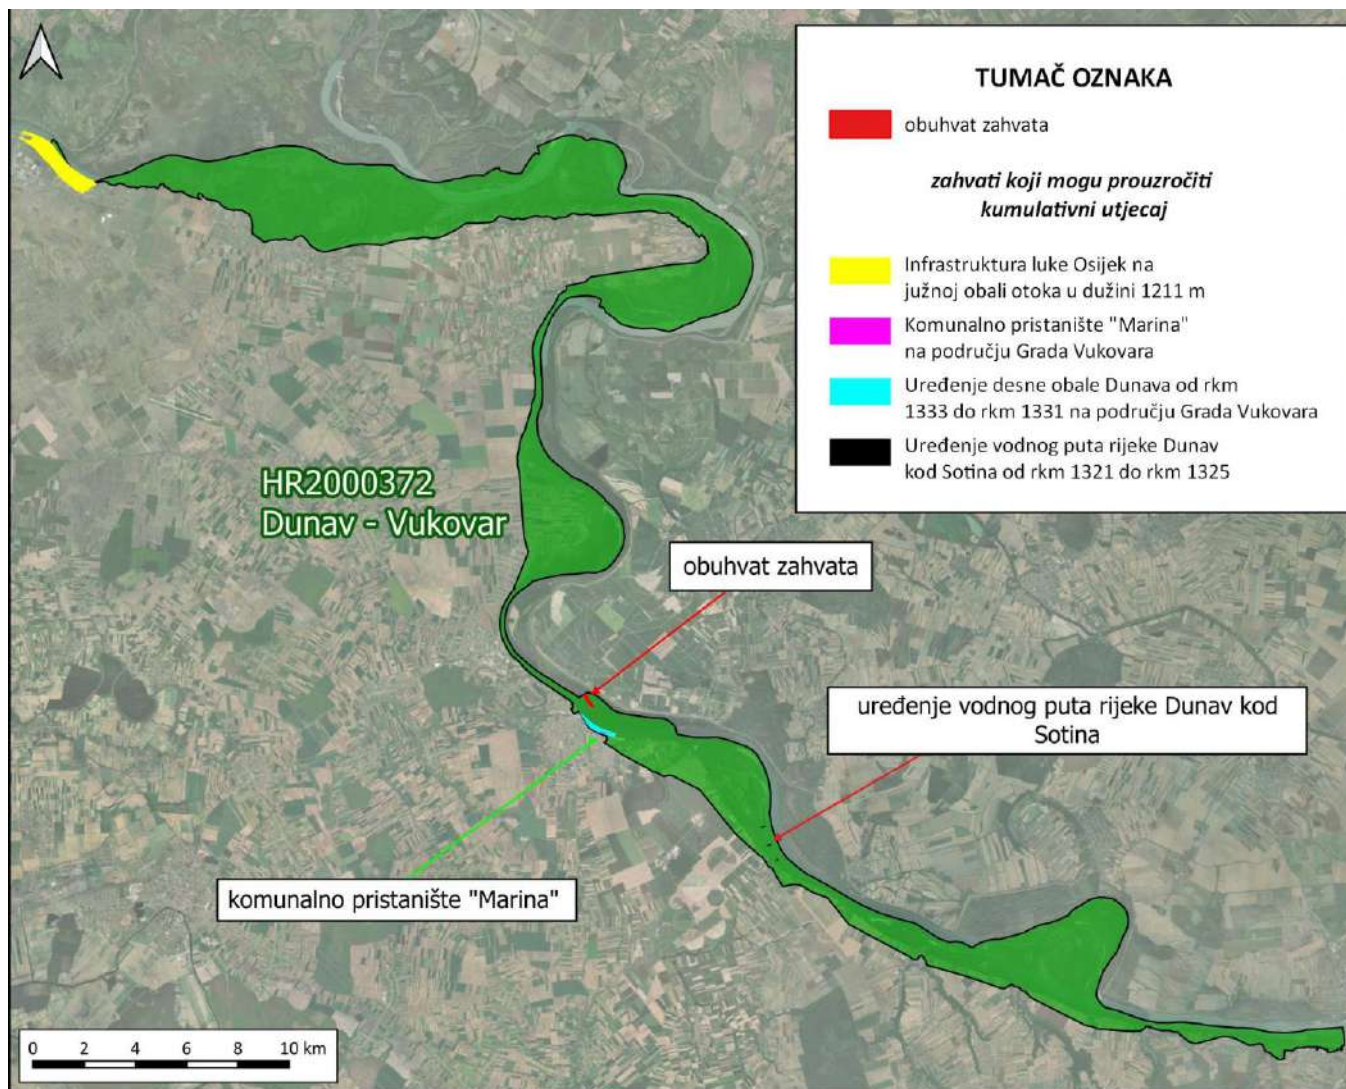 TUMAČ OZNAKA
obuhvat zahvata
zahvati koji mogu prouzročiti
kumulativni utjecaj
Infrastruktura luke Osijek na
južnoj obali otoka u dužini 1211 m
Komunalno pristanište "Marina"
na području Grada Vukovara
Uređenje desne obale Dunava od rkm
1333 do rkm 1331 na području Grada Vukovara
Uređenje vodnog puta rijeke Dunav
kod Sotina od rkm 1321 do rkm 1325
HR2000372
Dunav - Vukovar
obuhvat zahvata
uređenje vodnog puta rijeke Dunav kod
Sotina
komunalno pristanište "Marina"
0 2 4 6 8 10 km